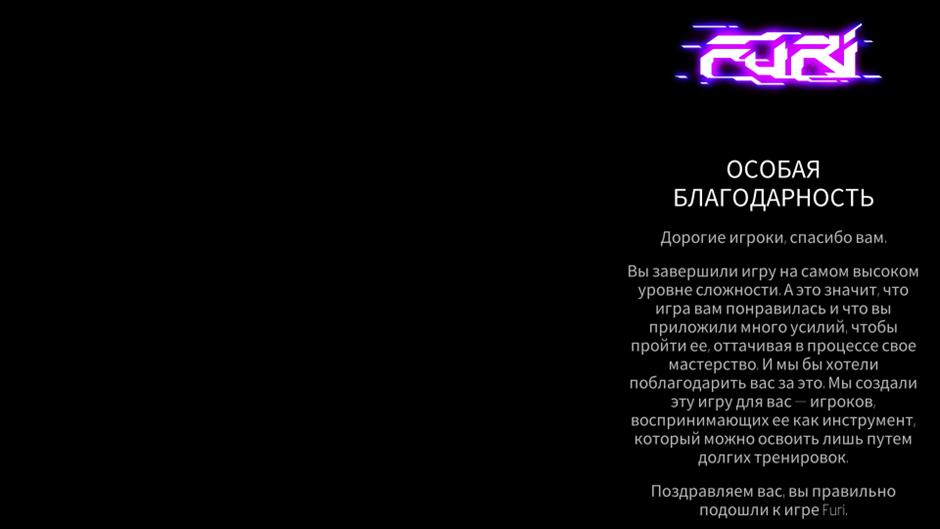 FURI
ОСОБАЯ
БЛАГОДАРНОСТЬ
Дорогие игроки, спасибо вам.
Вы завершили игру на самом высоком
уровне сложности. А это значит, что
игра вам понравилась и что вы
приложили много усилий, чтобы
пройти ее, оттачивая в процессе свое
мастерство. И мы бы хотели
поблагодарить вас за это. Мы создали
эту игру для вас — игроков,
воспринимающих ее как инструмент,
который можно освоить лишь путем
долгих тренировок.
Поздравляем вас, вы правильно
подошли к игре Furi.